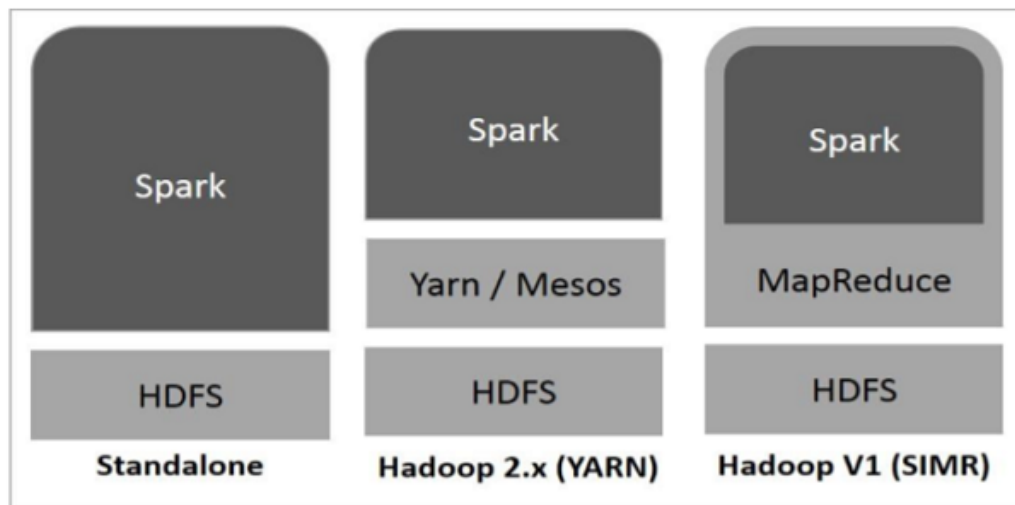 Spark
HDFS
Standalone
Spark
Yarn / Mesos
HDFS
Hadoop 2.x (YARN)
Spark
MapReduce
HDFS
Hadoop V1 (SIMR)